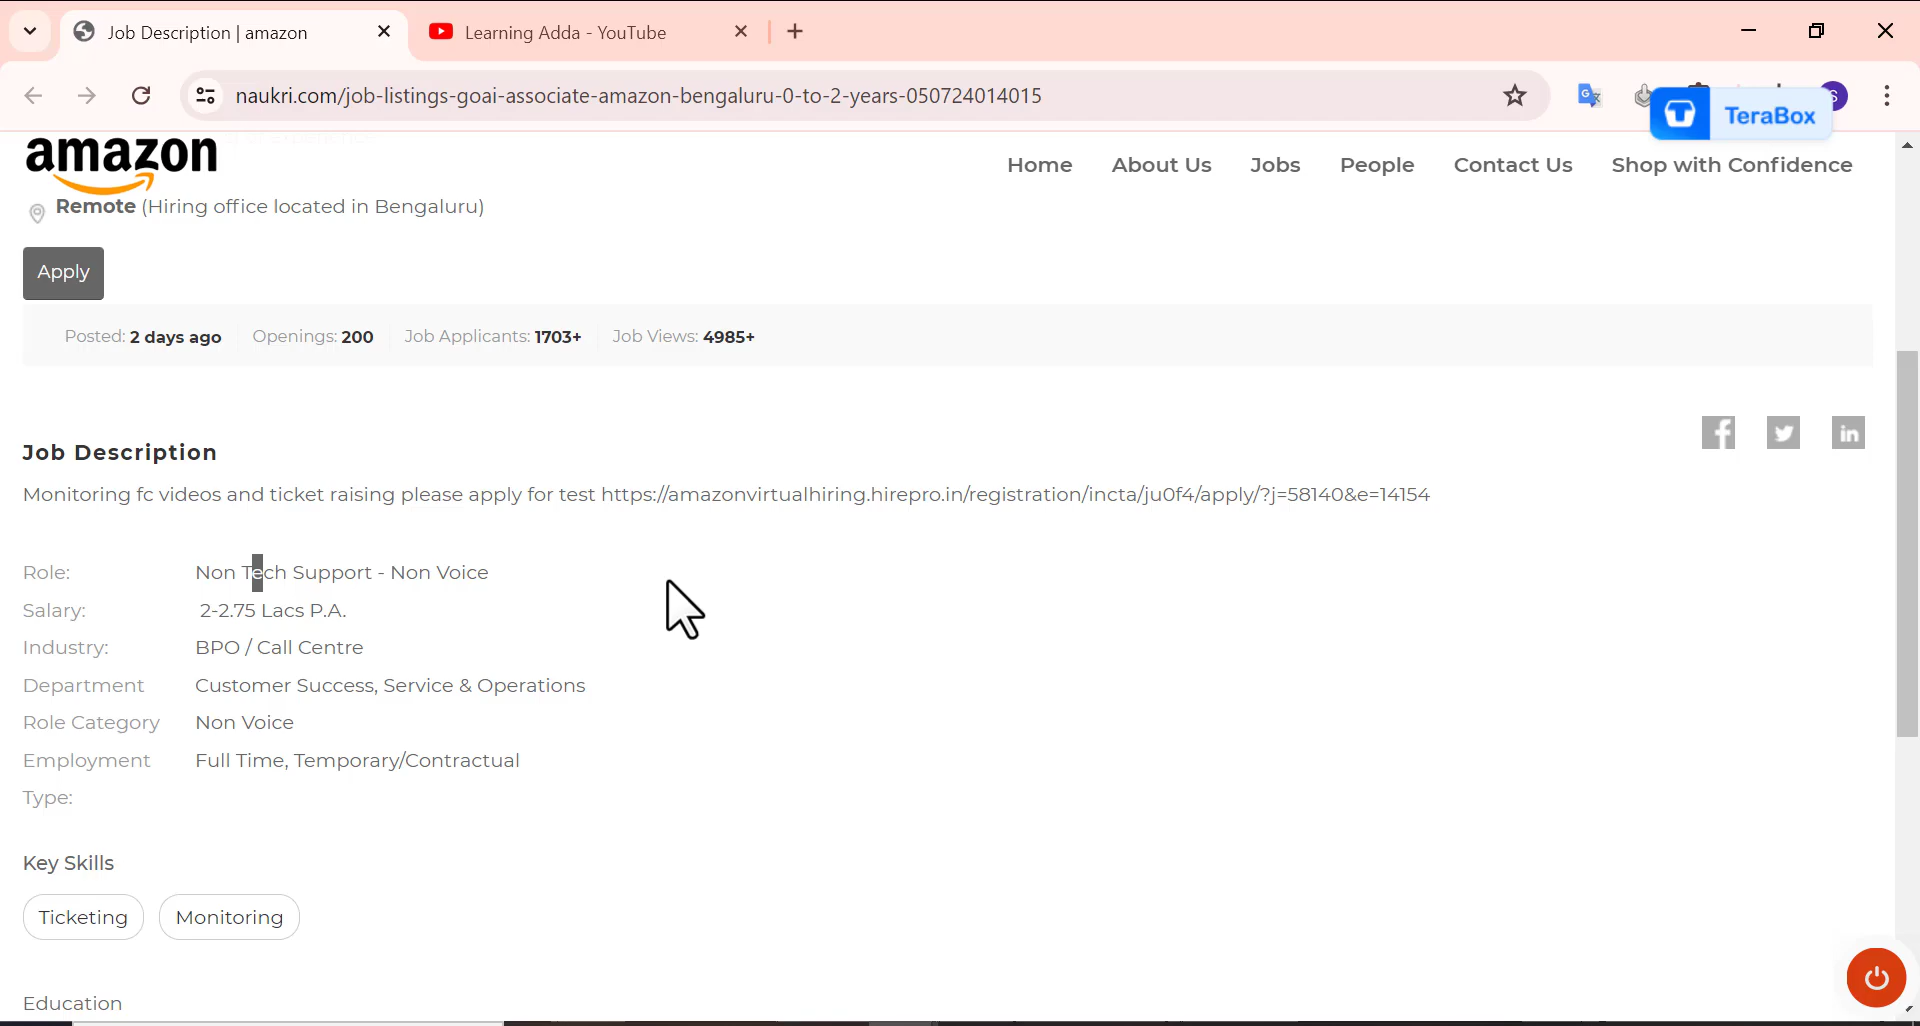 Job Description | amazon
Learning Adda - YouTube
naukri.com/job-listings-goai-associate-amazon-bengaluru-0-to-2-years-050724014015
S
TeraBox
amazon
Home About Us Jobs People Contact Us Shop with Confidence
Remote (Hiring office located in Bengaluru)
Apply
Posted: 2 days ago Openings: 200 Job Applicants: 1703+ Job Views: 4985+
Job Description
Monitoring fc videos and ticket raising please apply for test https://amazonvirtualhiring.hirepro.in/registration/incta/ju0f4/apply/?j=58140&e=14154
Role: Non Tech Support - Non Voice
Salary: 2-2.75 Lacs P.A.
Industry: BPO / Call Centre
Department Customer Success, Service & Operations
Role Category Non Voice
Employment Full Time, Temporary/Contractual
Type:
Key Skills
Ticketing Monitoring
Education